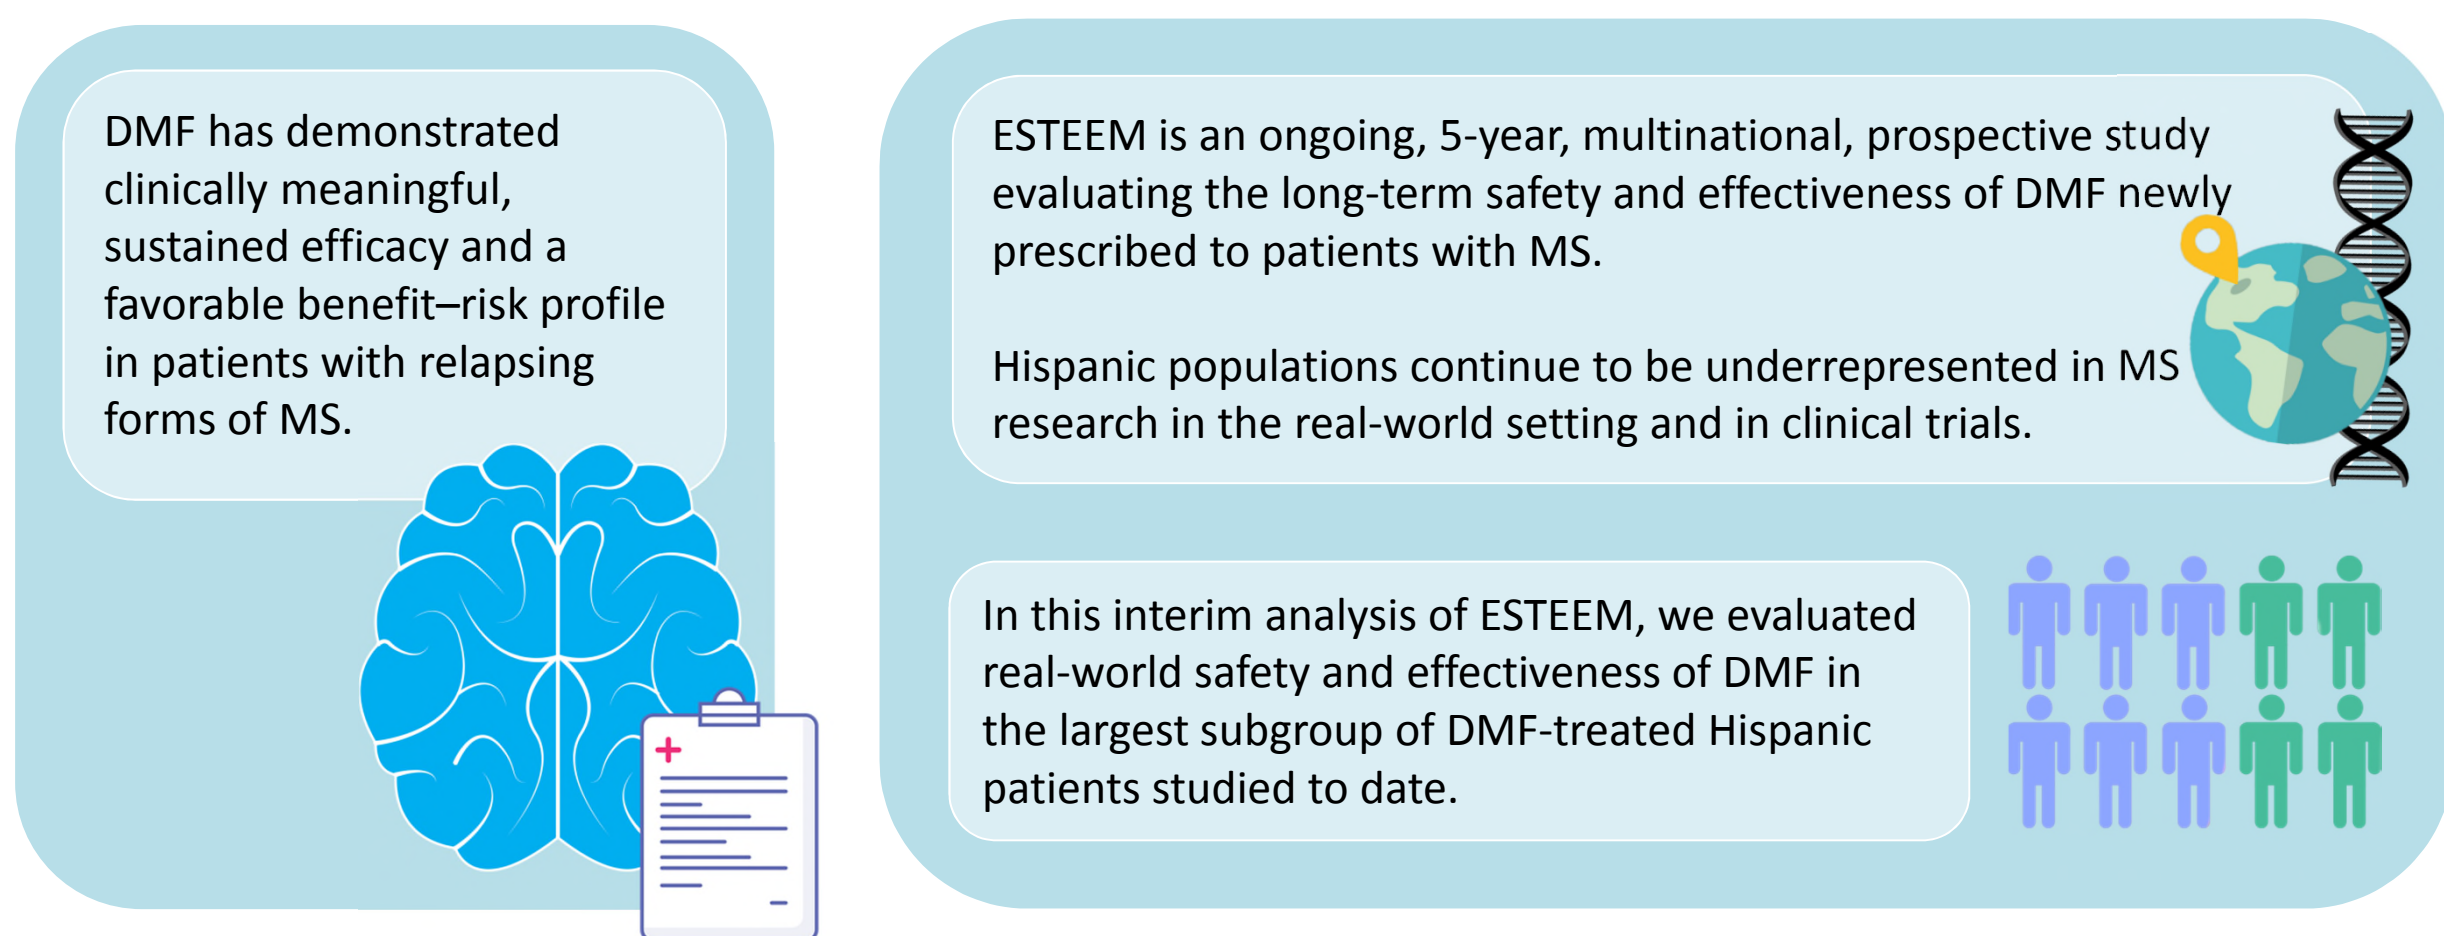 DMF has demonstrated
clinically meaningful,
sustained efficacy and a
favorable benefit–risk profile
in patients with relapsing
forms of MS.
ESTEEM is an ongoing, 5-year, multinational, prospective study
evaluating the long-term safety and effectiveness of DMF newly
prescribed to patients with MS.
Hispanic populations continue to be underrepresented in MS
research in the real-world setting and in clinical trials.
In this interim analysis of ESTEEM, we evaluated
real-world safety and effectiveness of DMF in
the largest subgroup of DMF-treated Hispanic
patients studied to date.